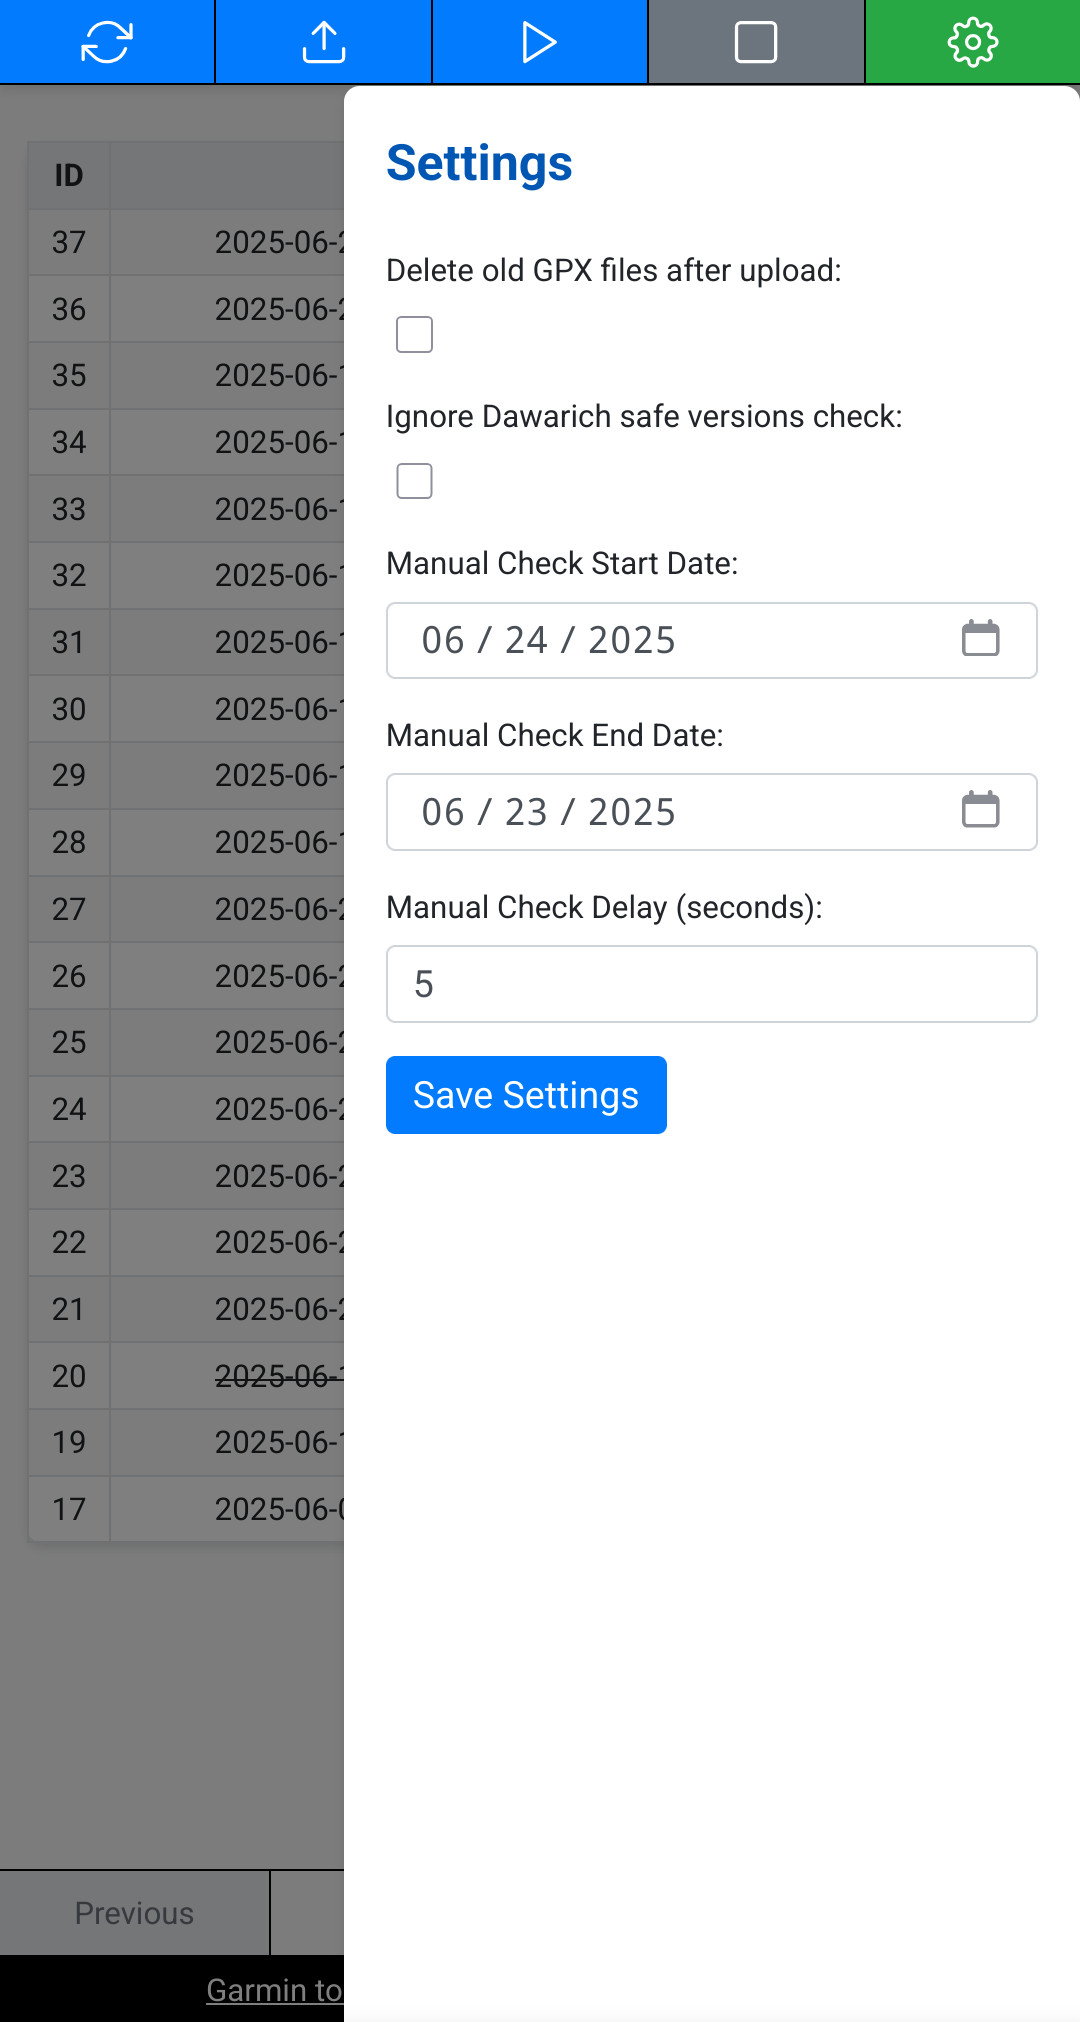 Settings
Delete old GPX files after upload:
Ignore Dawarich safe versions check:
Manual Check Start Date:
06 / 24 / 2025
Manual Check End Date:
06 / 23 / 2025
Manual Check Delay (seconds):
5
Save Settings
ID
37 2025-06-2
36 2025-06-2
35 2025-06-1
34 2025-06-1
33 2025-06-1
32 2025-06-1
31 2025-06-1
30 2025-06-1
29 2025-06-1
28 2025-06-1
27 2025-06-2
26 2025-06-2
25 2025-06-2
24 2025-06-2
23 2025-06-2
22 2025-06-2
21 2025-06-2
20 2025-06-1
19 2025-06-1
17 2025-06-0
Previous
Garmin to